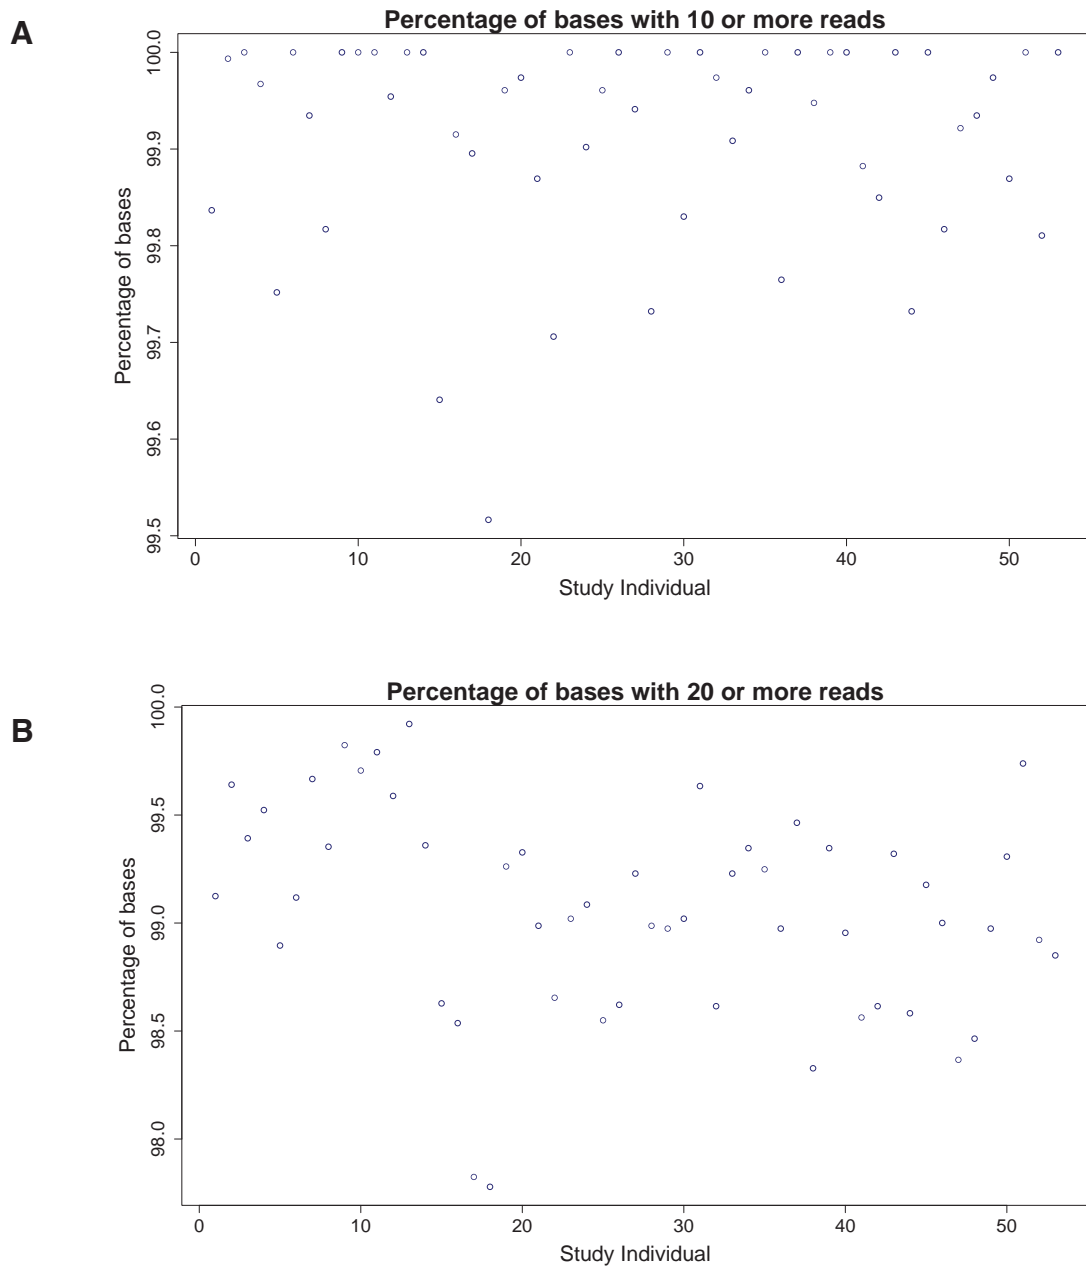 A
Percentage of bases with 10 or more reads
Percentage of bases
100.0
99.9
99.8
99.7
99.6
99.5
0 10 20 30 40 50
Study Individual
B
Percentage of bases with 20 or more reads
Percentage of bases
100.0
99.5
99.0
98.5
98.0
0 10 20 30 40 50
Study Individual